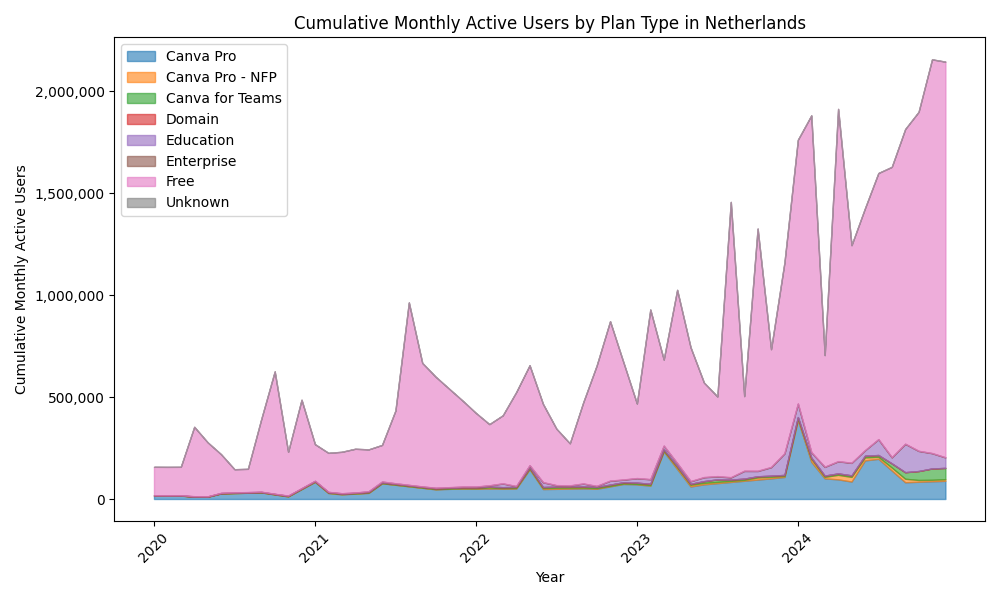 Cumulative Monthly Active Users by Plan Type in Netherlands
Canva Pro
Canva Pro - NFP
Canva for Teams
Domain
Education
Enterprise
Free
Unknown
Cumulative Monthly Active Users
2,000,000
1,500,000
1,000,000
500,000
0
2020
2021
2022
2023
2024
Year